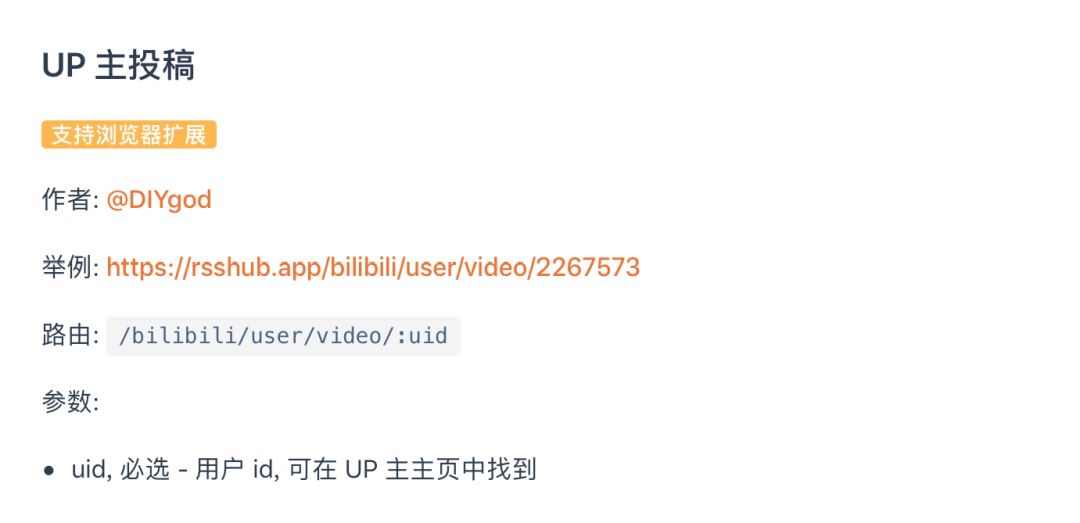 UP 主投稿
支持浏览器扩展
作者: @DIYgod
举例: https://rsshub.app/bilibili/user/video/2267573
路由: /bilibili/user/video/:uid
参数:
• uid, 必选 - 用户 id, 可在 UP 主主页中找到